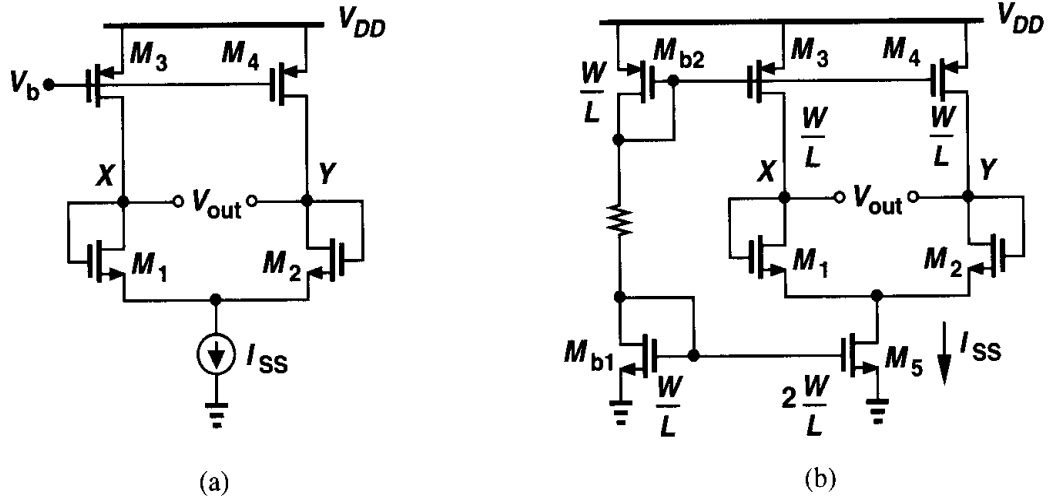 V_DD
M_3
M_4
V_b
X
Y
V_out
M_1
M_2
I_SS
(a)
V_DD
M_b2
M_3
M_4
W/L
W/L
W/L
X
Y
V_out
M_1
M_2
M_b1
M_5
I_SS
W/L
2 W/L
(b)